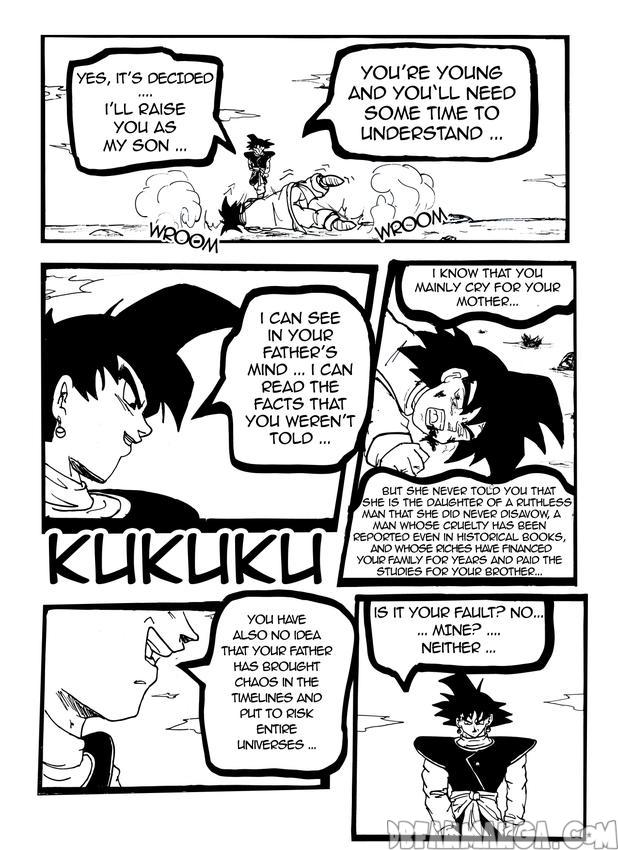 YES, IT'S DECIDED
....
I'LL RAISE
YOU AS
MY SON ...
YOU'RE YOUNG
AND YOU'LL NEED
SOME TIME TO
UNDERSTAND ...
WROOM
WROOM
I CAN SEE
IN YOUR
FATHER'S
MIND ... I CAN
READ THE
FACTS THAT
YOU WEREN'T
TOLD ...
I KNOW THAT YOU
MAINLY CRY FOR YOUR
MOTHER...
BUT SHE NEVER TOLD YOU THAT
SHE IS THE DAUGHTER OF A RUTHLESS
MAN THAT SHE DID NEVER DISAVOW, A
MAN WHOSE CRUELTY HAS BEEN
REPORTED EVEN IN HISTORICAL BOOKS,
AND WHOSE RICHES HAVE FINANCED
YOUR FAMILY FOR YEARS AND PAID THE
STUDIES FOR YOUR BROTHER...
KUKUKU
YOU HAVE
ALSO NO IDEA
THAT YOUR FATHER
HAS BROUGHT
CHAOS IN THE
TIMELINES AND
PUT TO RISK
ENTIRE
UNIVERSES ...
IS IT YOUR FAULT? NO...
... MINE? ....
NEITHER ...
DREAMMANGA.COM